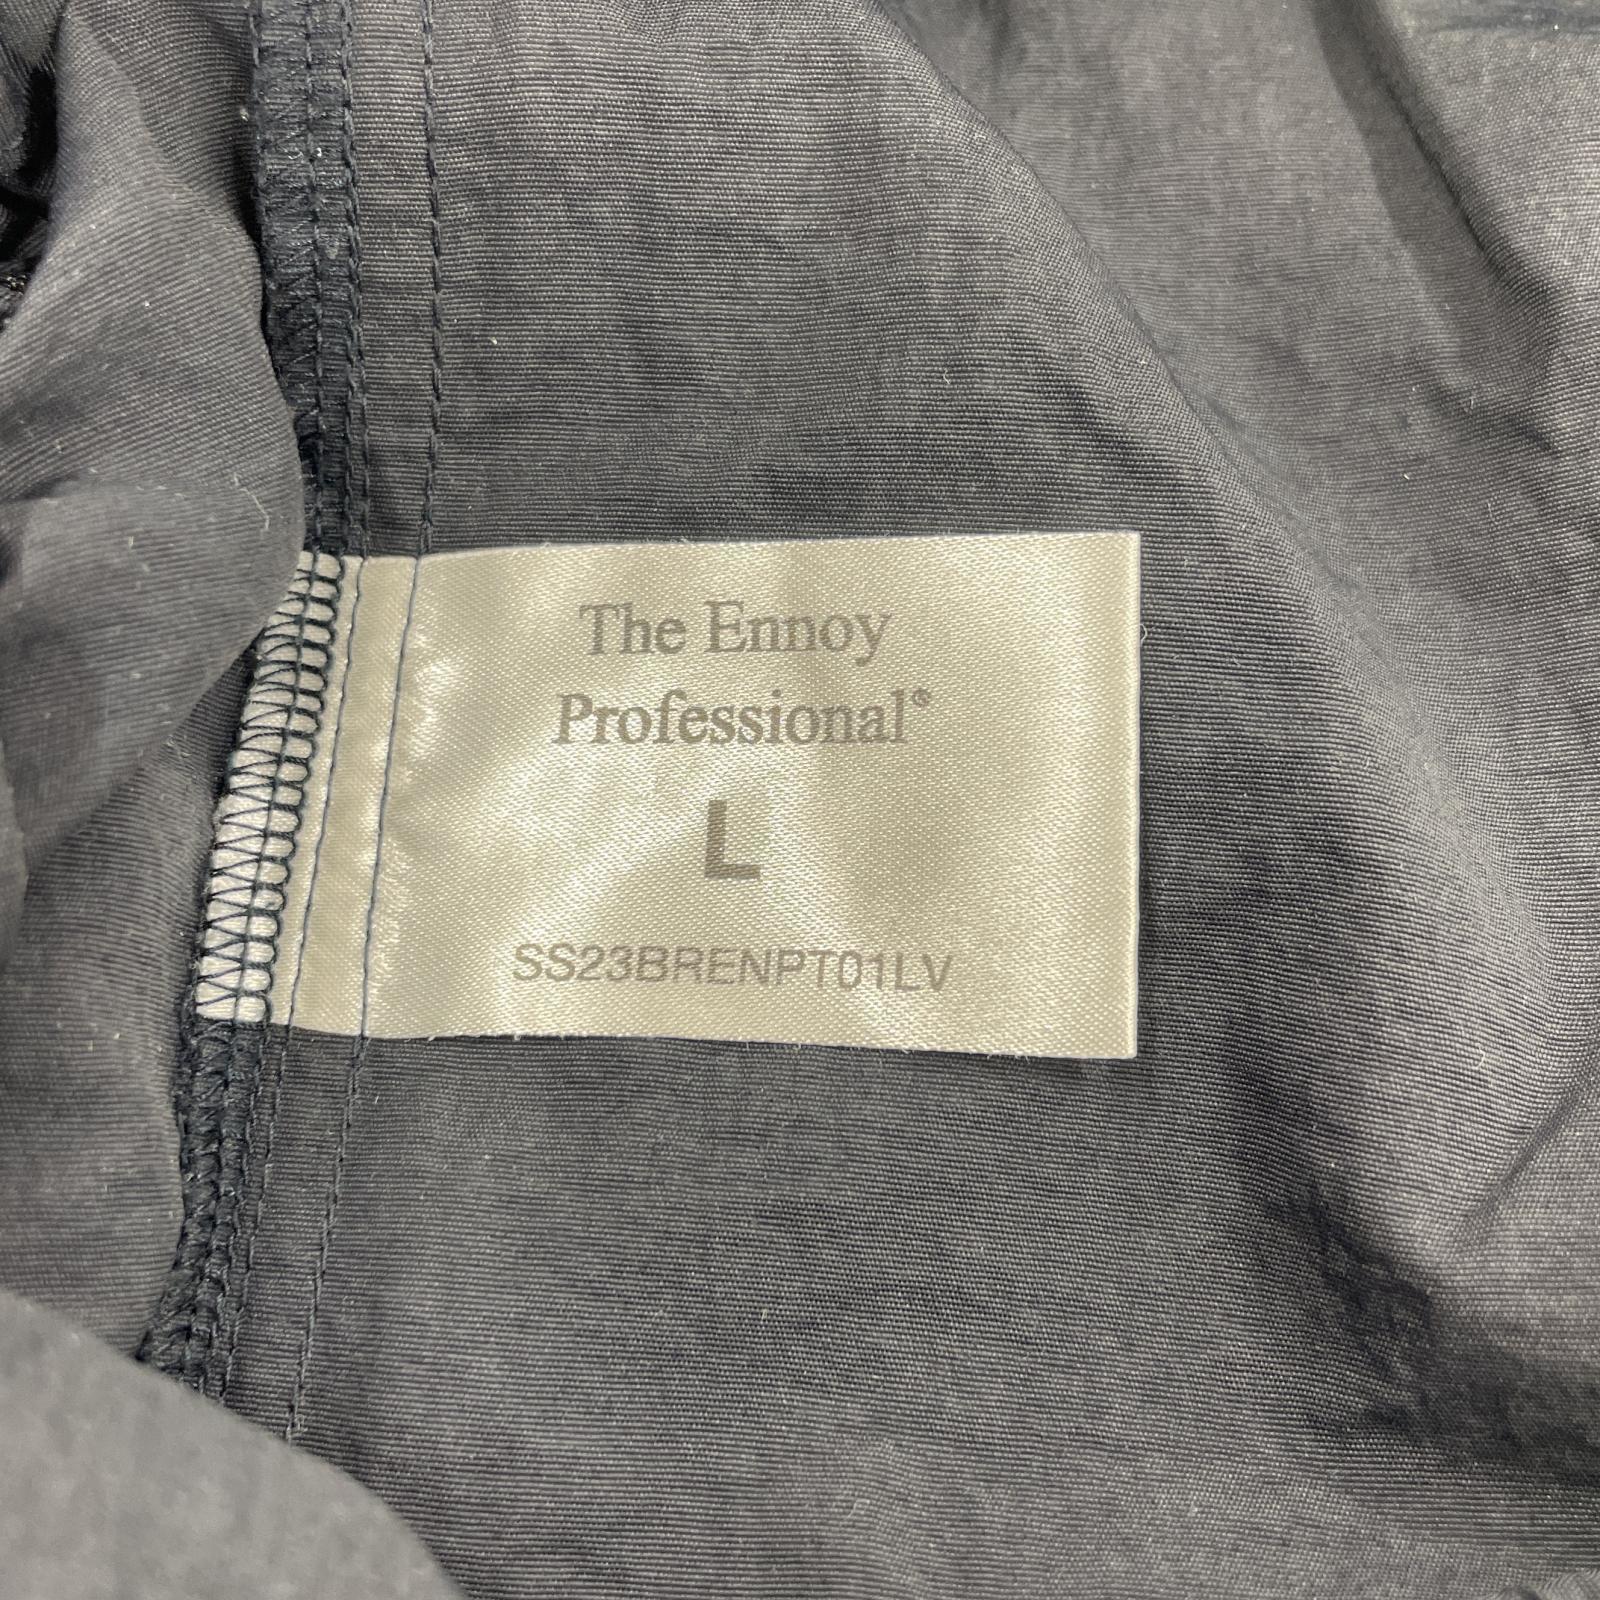 The Ennoy
Professional®
L
SS23BRENPT01LV